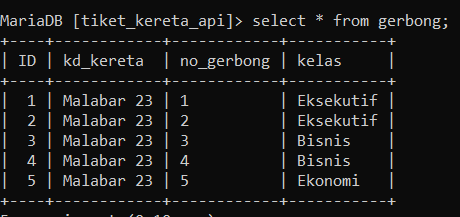 MariaDB [tiket_kereta_api]> select * from gerbong;
+----+------------+------------+-----------+
| ID | kd_kereta  | no_gerbong | kelas     |
+----+------------+------------+-----------+
|  1 | Malabar 23 | 1          | Eksekutif |
|  2 | Malabar 23 | 2          | Eksekutif |
|  3 | Malabar 23 | 3          | Bisnis    |
|  4 | Malabar 23 | 4          | Bisnis    |
|  5 | Malabar 23 | 5          | Ekonomi   |
+----+------------+------------+-----------+